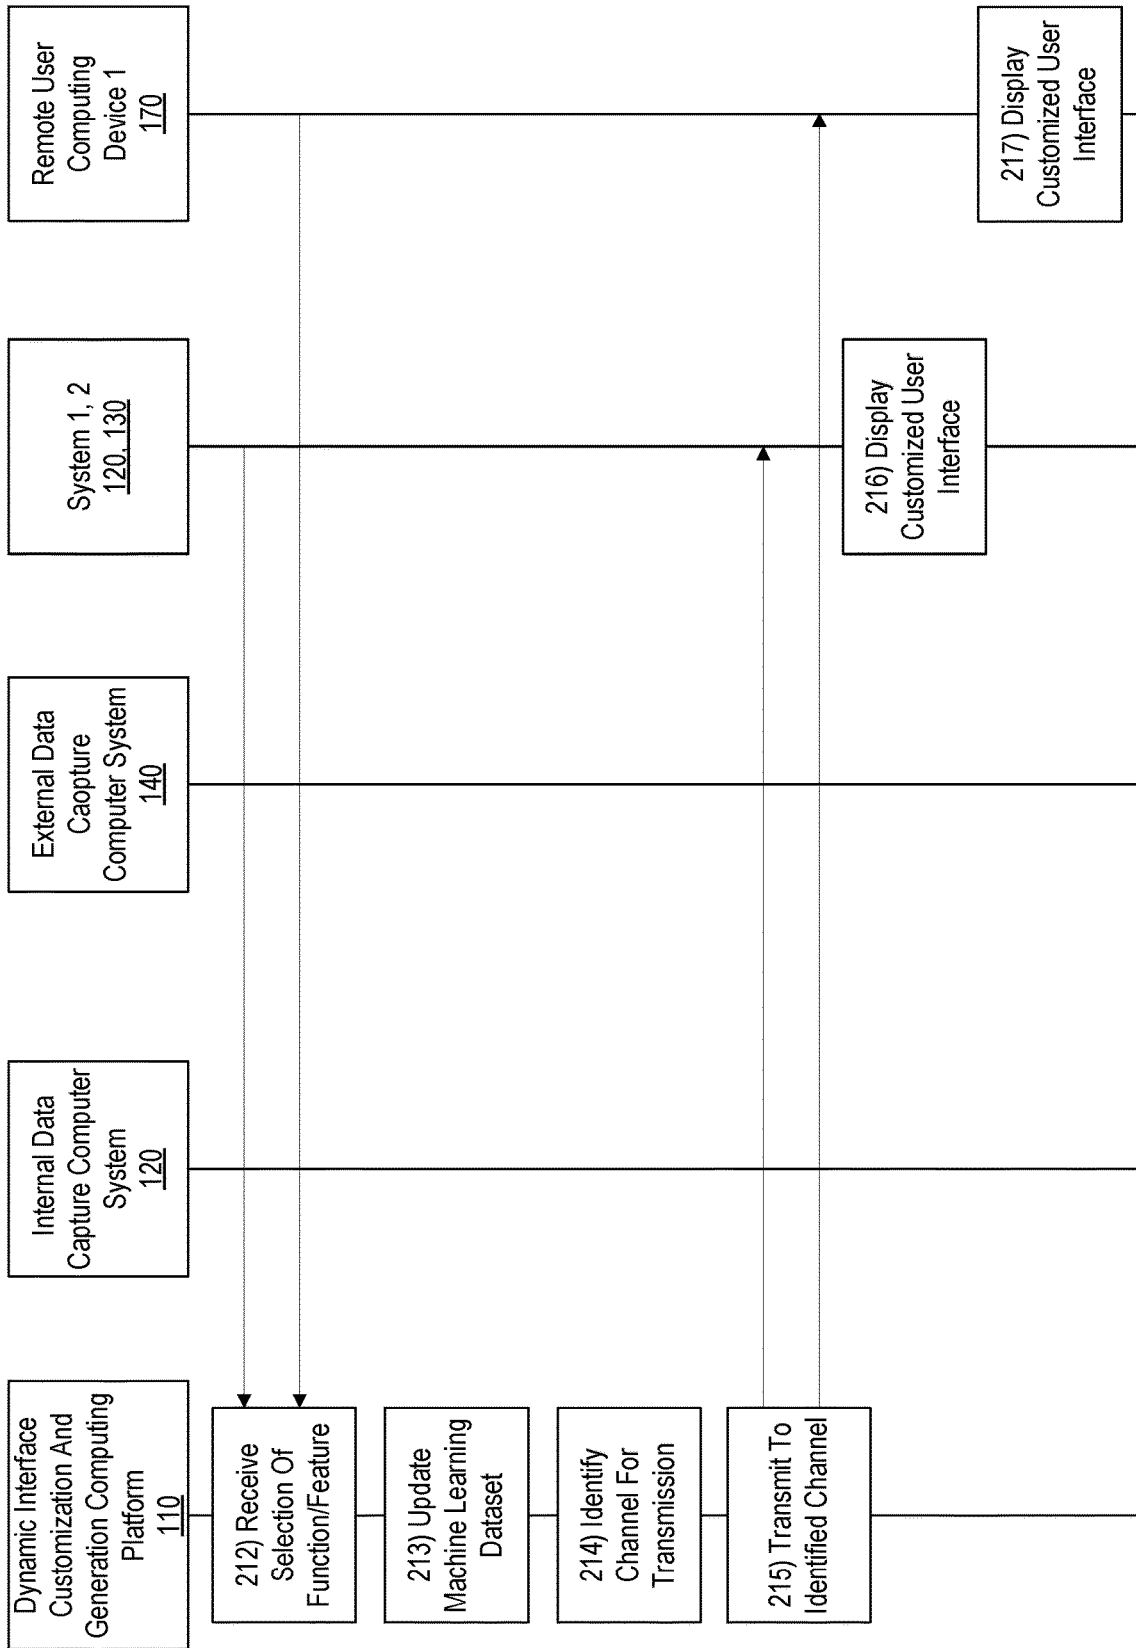 Dynamic Interface
Customization And
Generation Computing
Platform
110
Internal Data
Capture Computer
System
120
External Data
Caopture
Computer System
140
System 1, 2
120, 130
Remote User
Computing
Device 1
170
212) Receive
Selection Of
Function/Feature
213) Update
Machine Learning
Dataset
214) Identify
Channel For
Transmission
215) Transmit To
Identified Channel
216) Display
Customized User
Interface
217) Display
Customized User
Interface